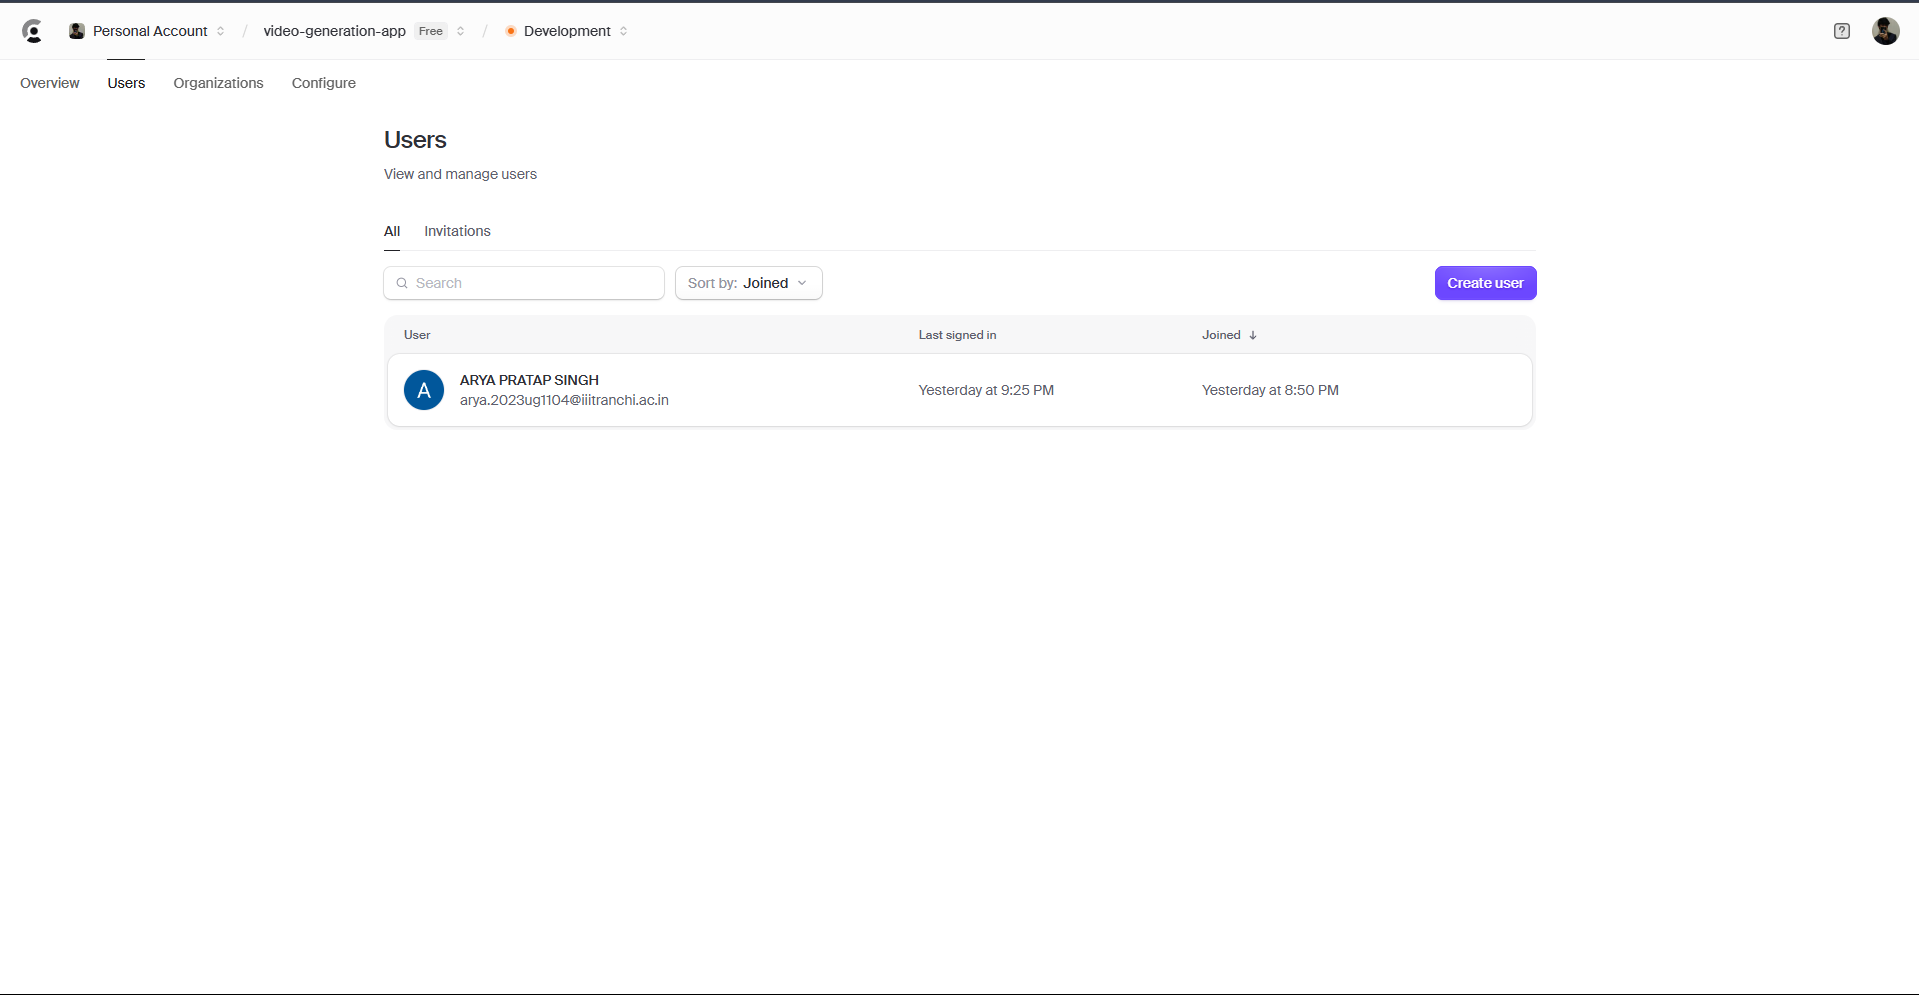 Personal Account / video-generation-app Free / Development ?
Overview Users Organizations Configure
Users
View and manage users
All Invitations
Search Sort by: Joined Create user
User Last signed in Joined ↓
A ARYA PRATAP SINGH
arya.2023ug1104@iiitranchi.ac.in Yesterday at 9:25 PM Yesterday at 8:50 PM